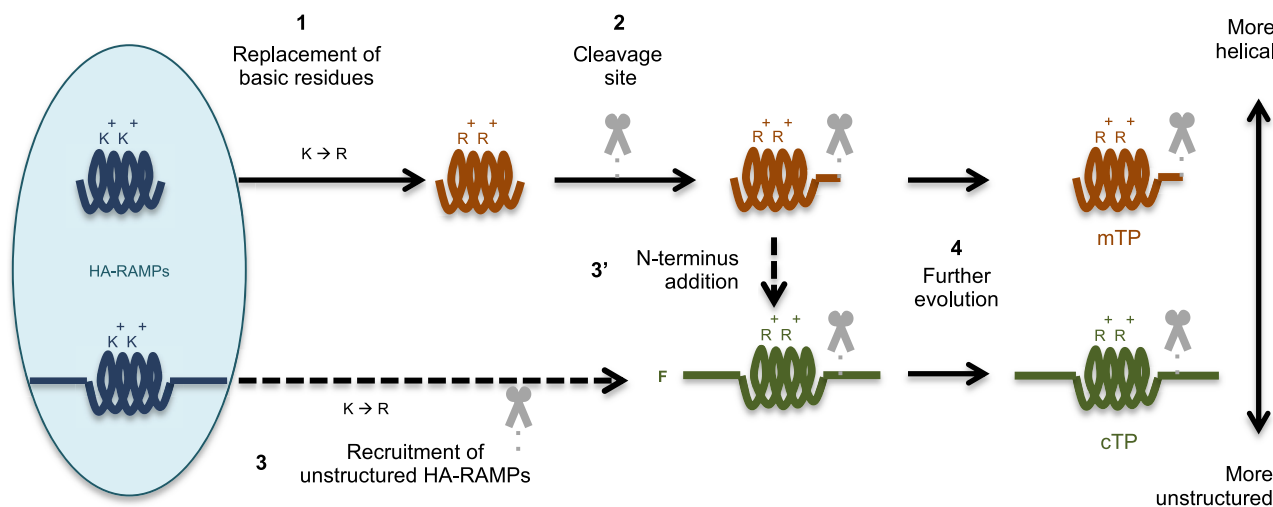 1
Replacement of
basic residues
2
Cleavage
site
More
helical
+ +
K K
K → R
+ +
R R
+ +
R R
+ +
R R
mTP
HA-RAMPs
3’
N-terminus
addition
4
Further
evolution
+ +
K K
K → R
3
Recruitment of
unstructured HA-RAMPs
F
+ +
R R
+ +
R R
cTP
More
unstructured